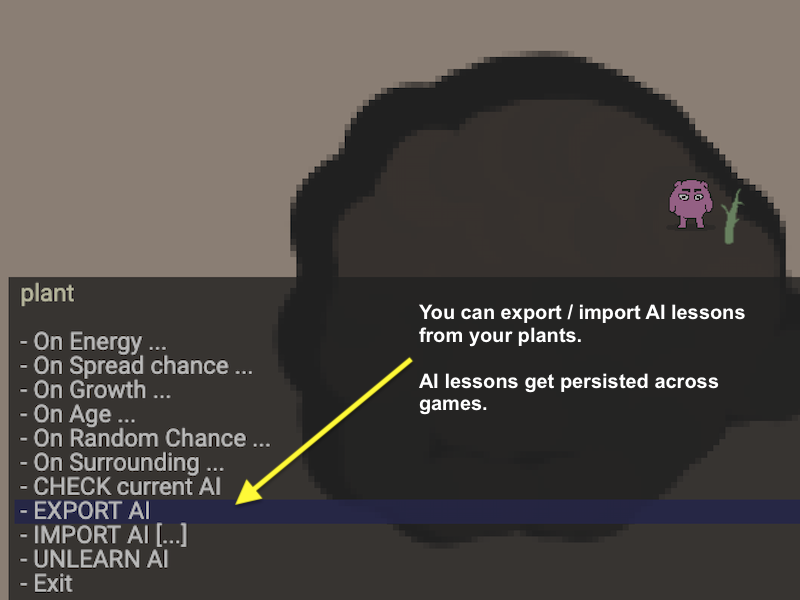 plant
- On Energy ...
- On Spread chance ...
- On Growth ...
- On Age ...
- On Random Chance ...
- On Surrounding ...
- CHECK current AI
- EXPORT AI
- IMPORT AI [...]
- UNLEARN AI
- Exit
You can export / import AI lessons
from your plants.
AI lessons get persisted across
games.